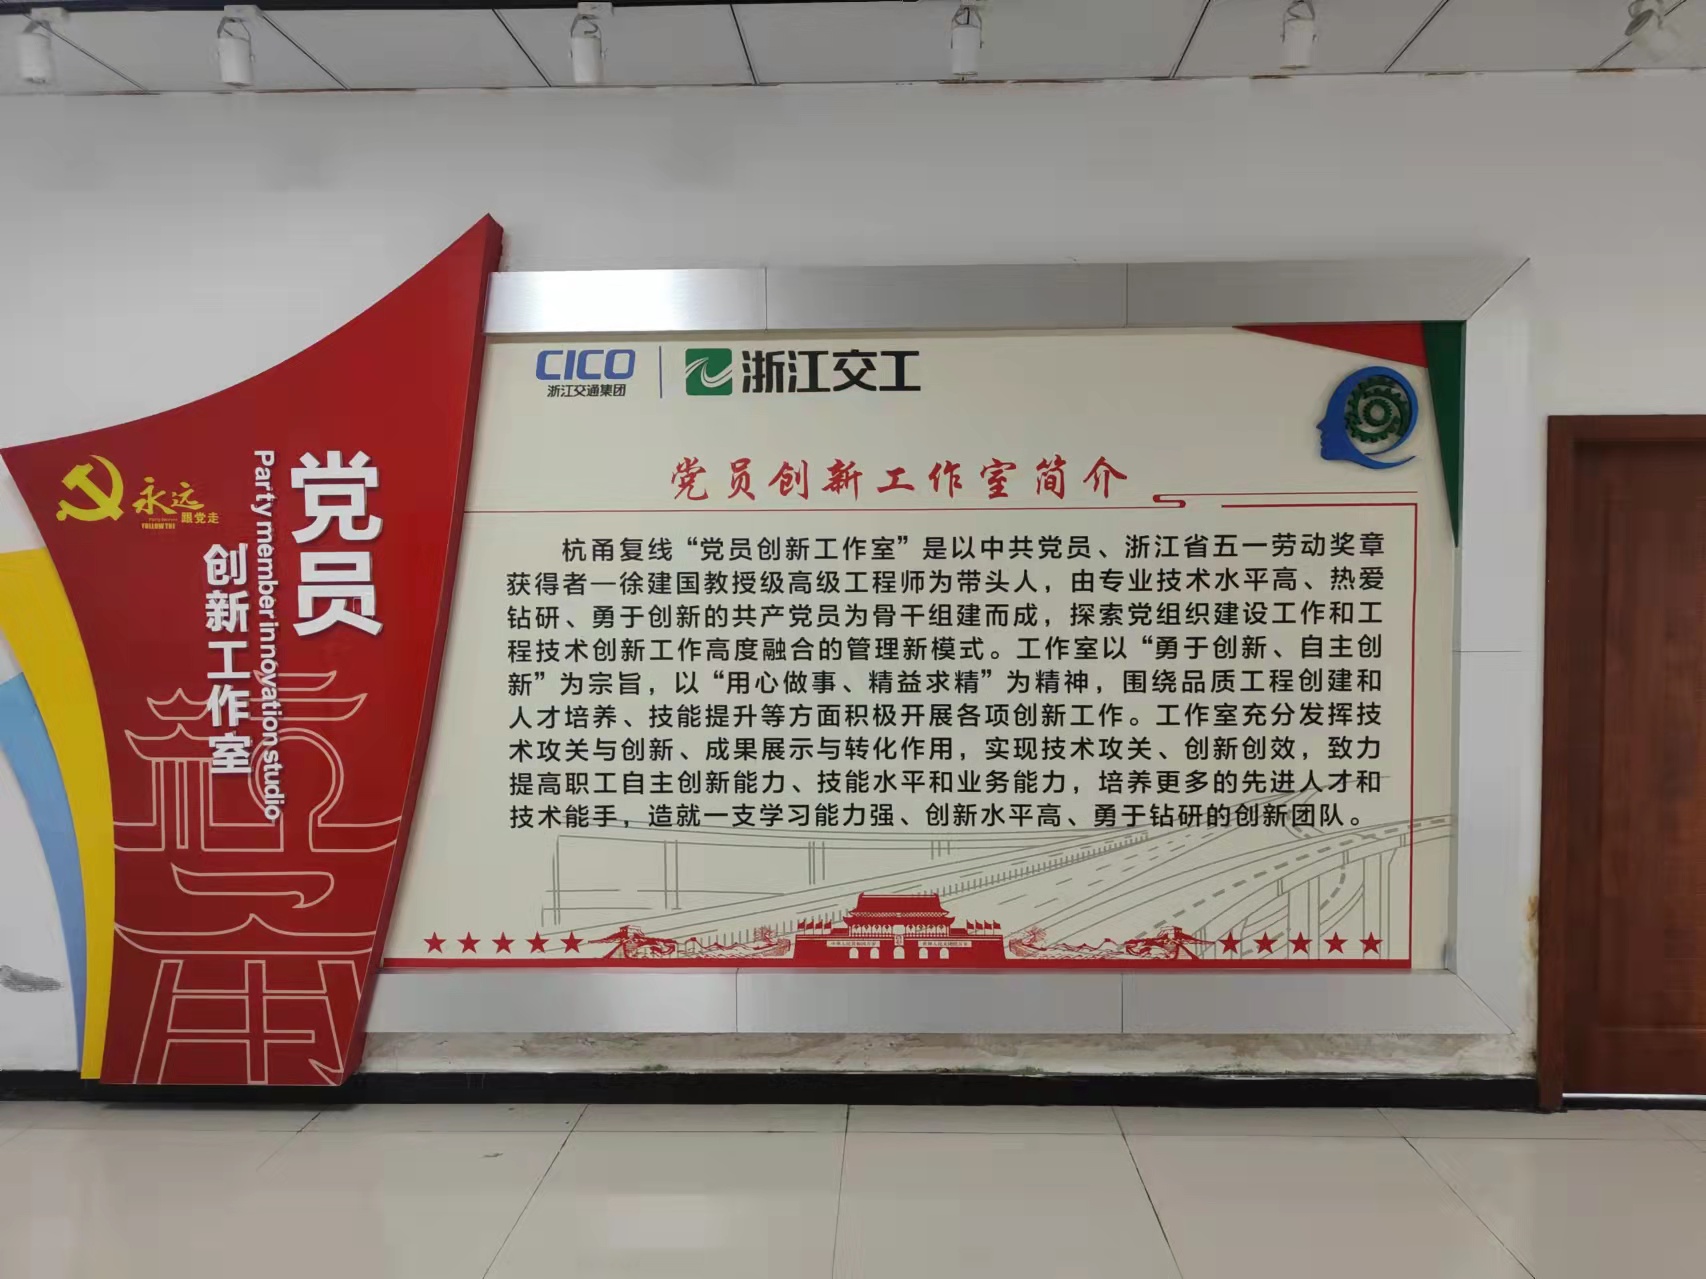 永远
跟党走
FOLLOW THE
党员
Party member innovation studio
创新工作室
CICO
浙江交通集团
浙江交工
党员创新工作室简介
杭甬复线“党员创新工作室”是以中共党员、浙江省五一劳动奖章
获得者—徐建国教授级高级工程师为带头人，由专业技术水平高、热爱
钻研、勇于创新的共产党员为骨干组建而成，探索党组织建设工作和工
程技术创新工作高度融合的管理新模式。工作室以“勇于创新、自主创
新”为宗旨，以“用心做事、精益求精”为精神，围绕品质工程创建和
人才培养、技能提升等方面积极开展各项创新工作。工作室充分发挥技
术攻关与创新、成果展示与转化作用，实现技术攻关、创新创效，致力
提高职工自主创新能力、技能水平和业务能力，培养更多的先进人才和
技术能手，造就一支学习能力强、创新水平高、勇于钻研的创新团队。